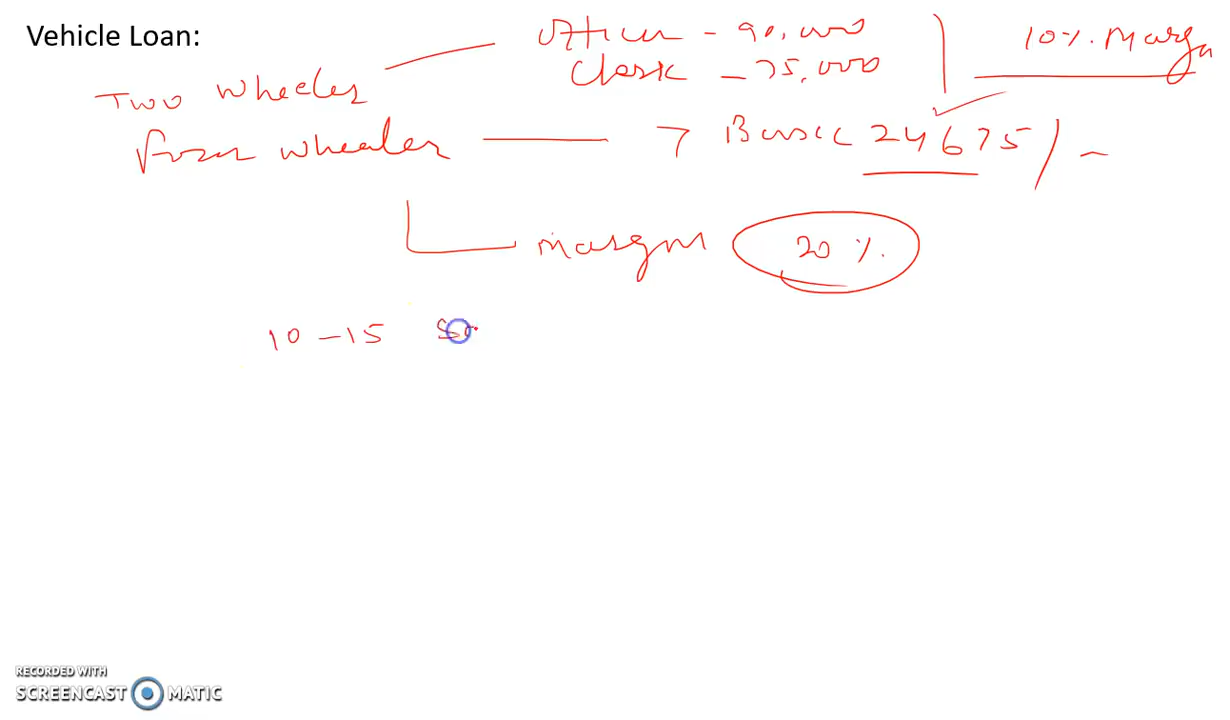 Vehicle Loan:
Officer - 90,000
Clerk - 75,000
10% Margin
Two wheeler
four wheeler 7 Basic 24675/-
margin 20%
10-15
RECORDED WITH
SCREENCAST MATIC